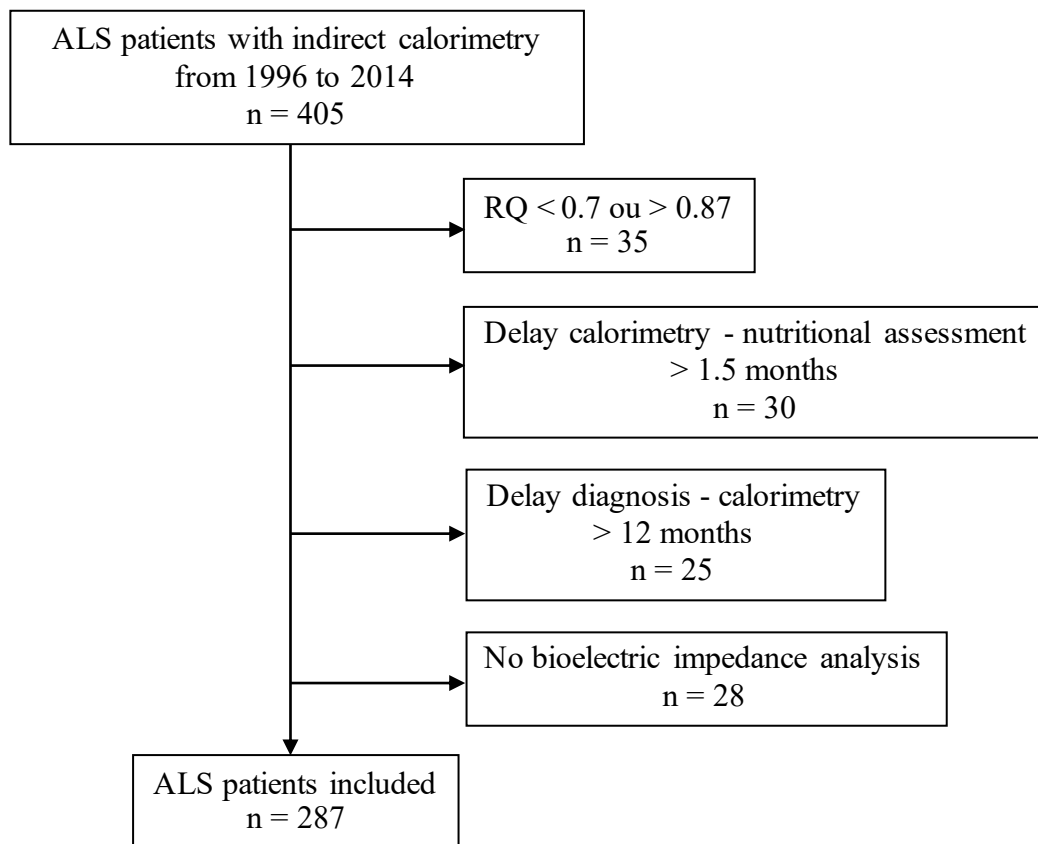 ALS patients with indirect calorimetry
from 1996 to 2014
n = 405
RQ < 0.7 ou > 0.87
n = 35
Delay calorimetry - nutritional assessment
> 1.5 months
n = 30
Delay diagnosis - calorimetry
> 12 months
n = 25
No bioelectric impedance analysis
n = 28
ALS patients included
n = 287